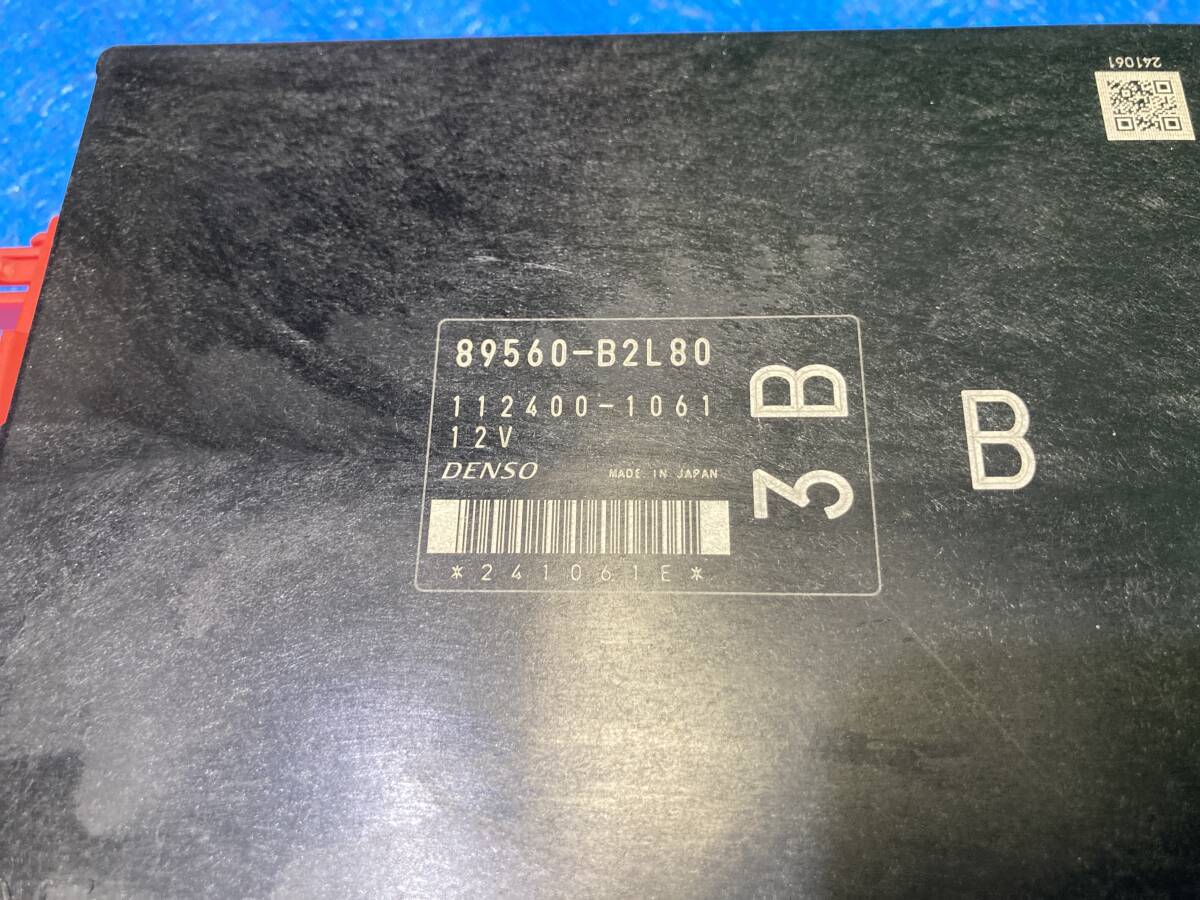 241061
89560-B2L80
112400-1061
12V
DENSO MADE IN JAPAN
*241061E*
3B
B